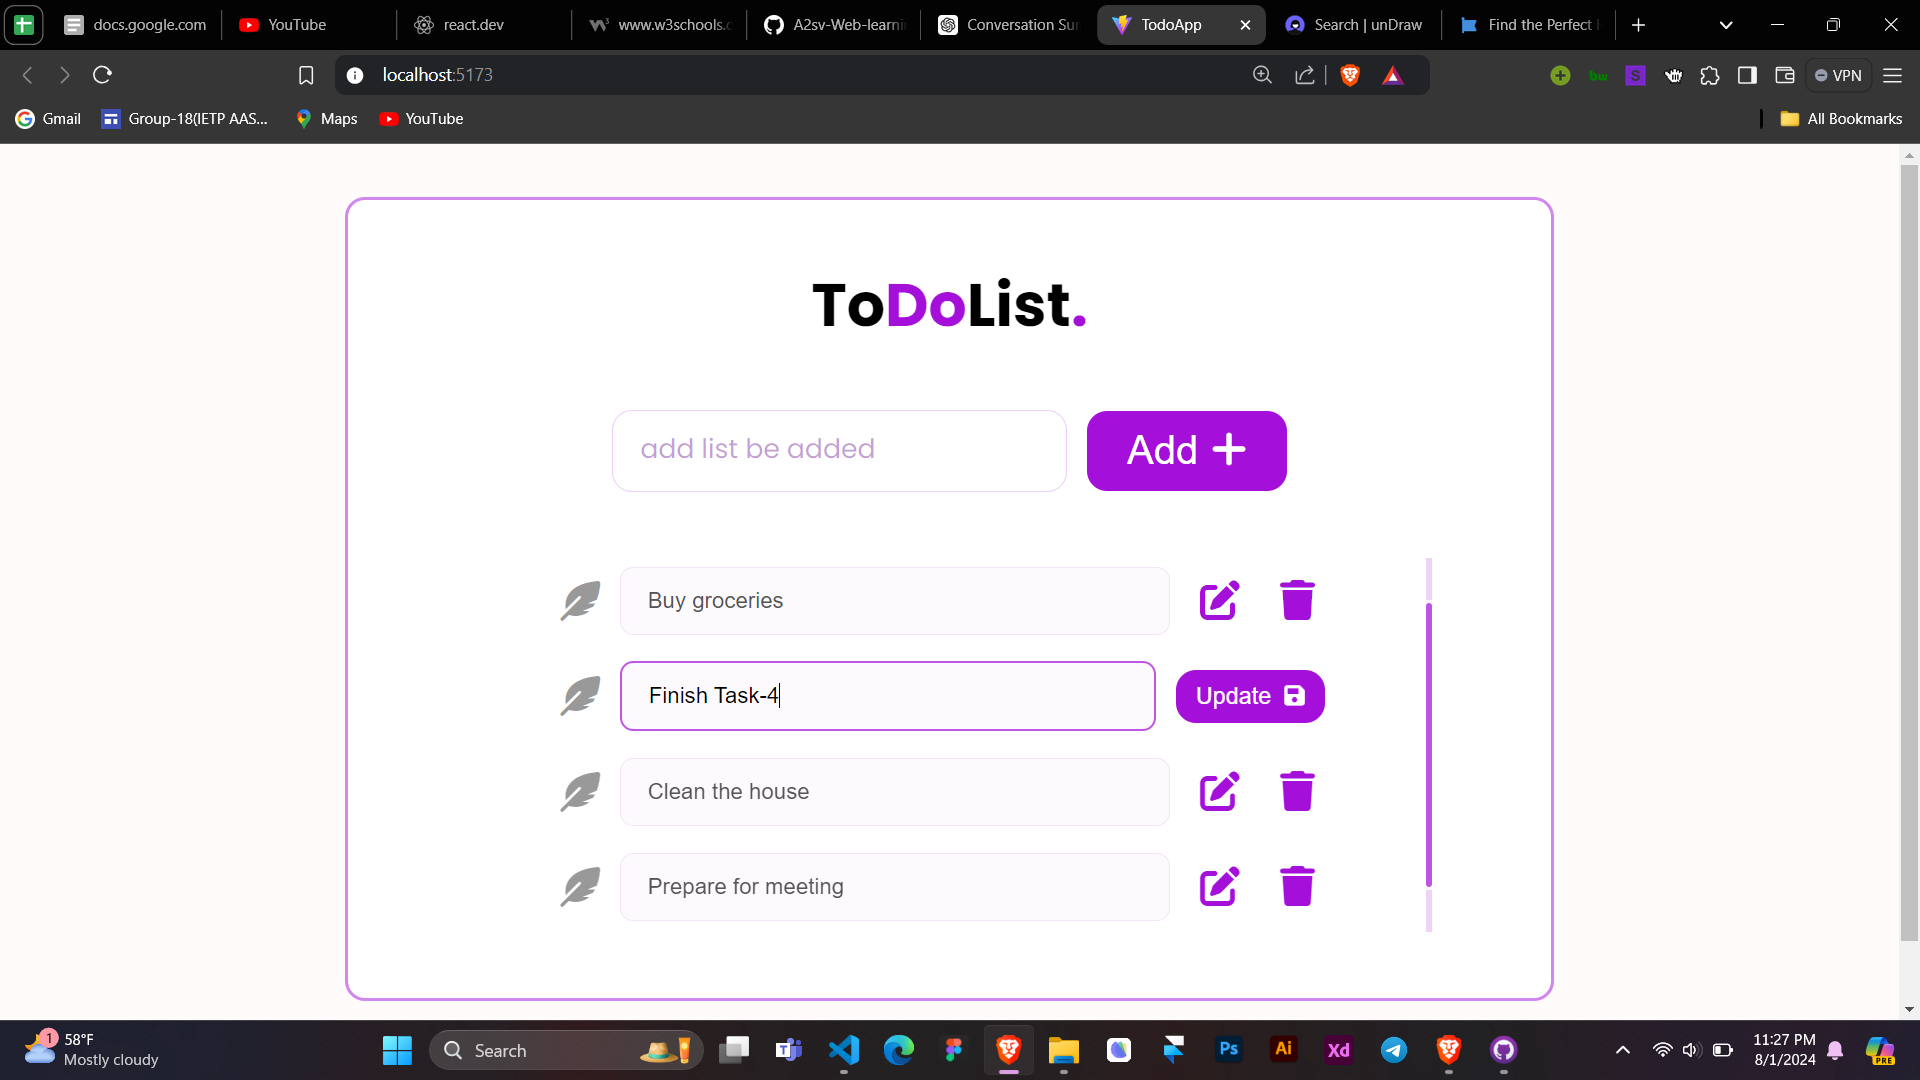 docs.google.com
YouTube
react.dev
www.w3schools.c
A2sv-Web-learni
Conversation Su
TodoApp
Search | unDraw
Find the Perfect
localhost:5173
VPN
Gmail
Group-18(IETP AAS...
Maps
YouTube
All Bookmarks
ToDoList.
add list be added
Add
Buy groceries
Finish Task-4
Update
Clean the house
Prepare for meeting
1
58°F
Mostly cloudy
Search
Ps
Ai
Xd
11:27 PM
8/1/2024
PRE